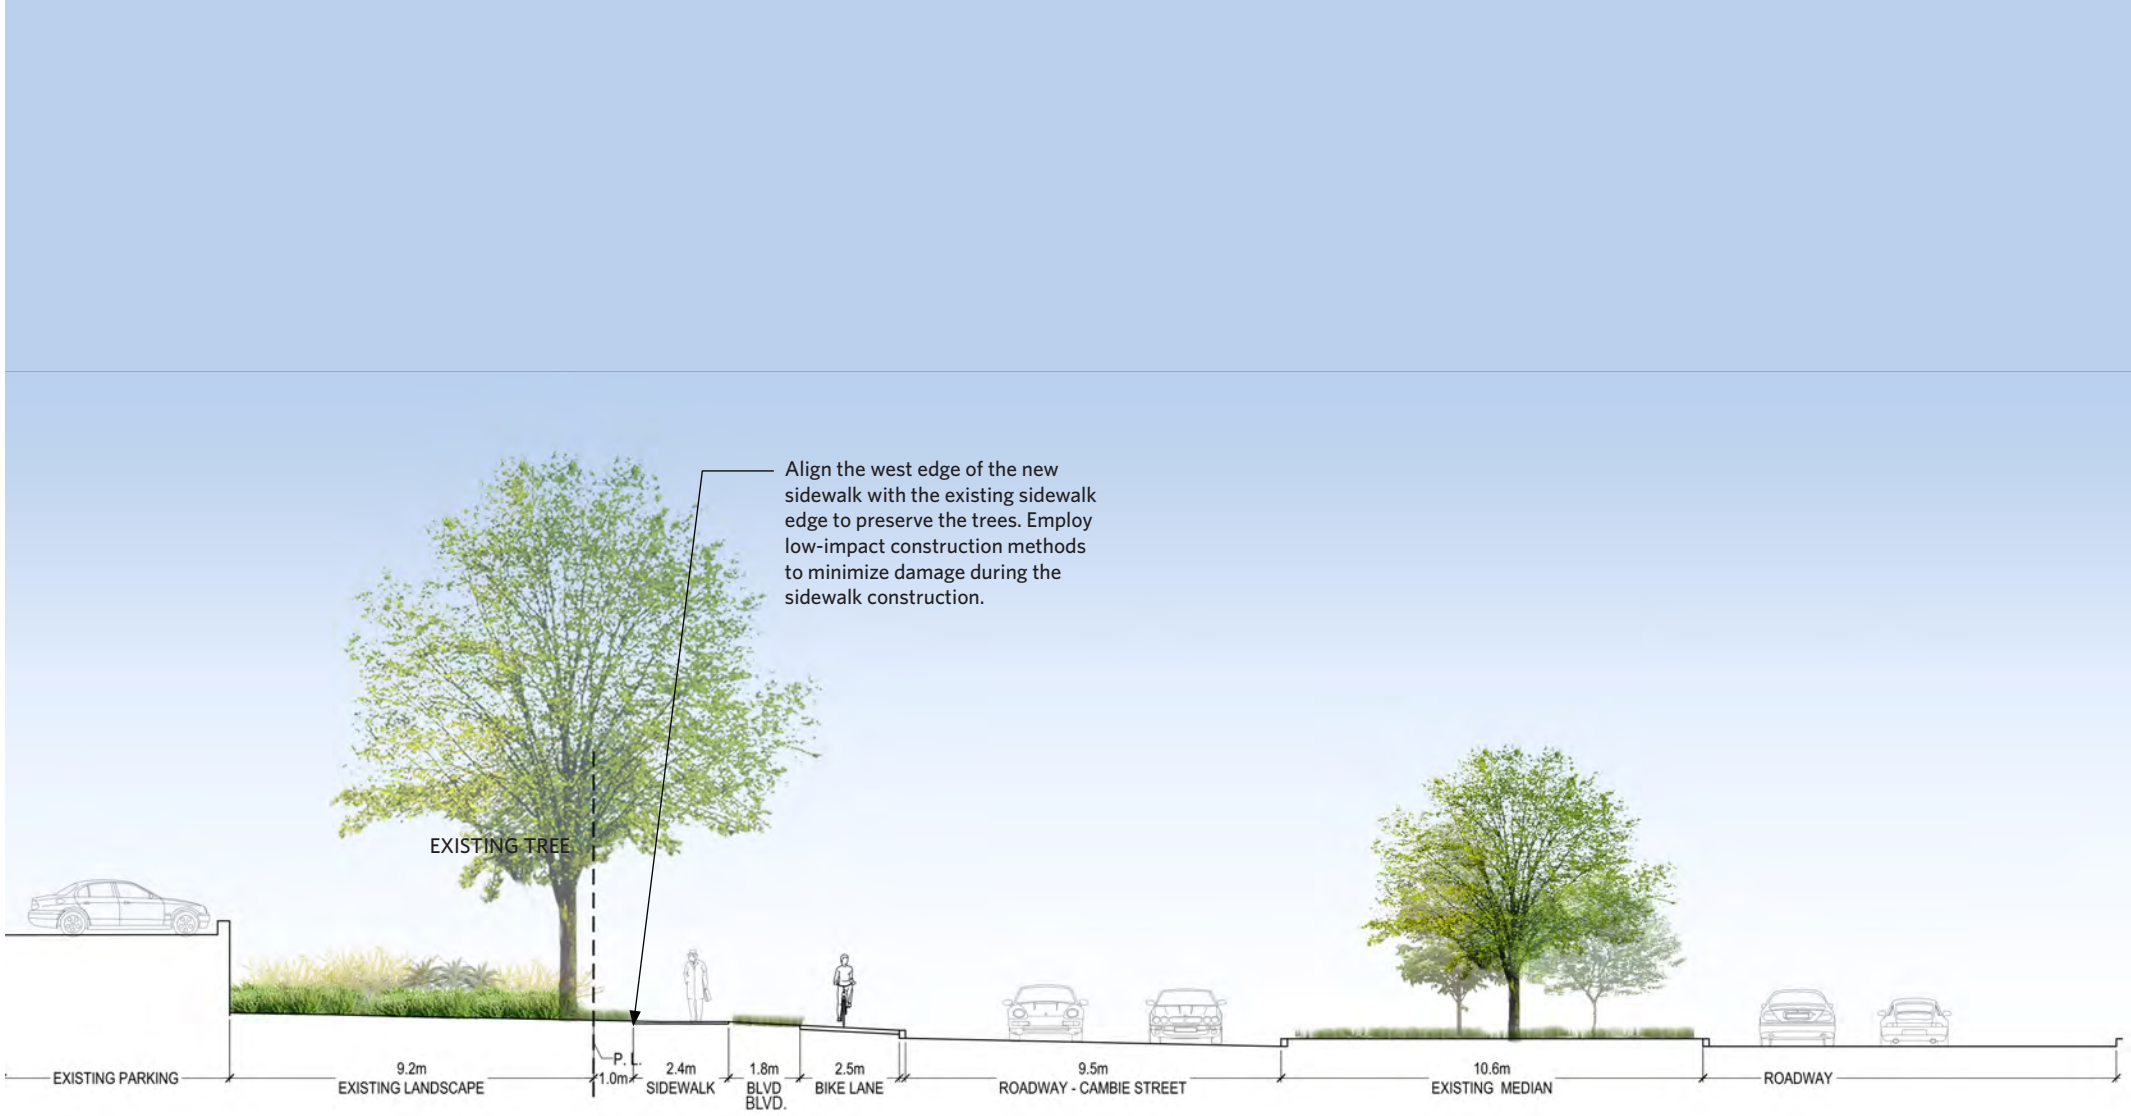 Align the west edge of the new
sidewalk with the existing sidewalk
edge to preserve the trees. Employ
low-impact construction methods
to minimize damage during the
sidewalk construction.
EXISTING TREE
EXISTING PARKING
9.2m
EXISTING LANDSCAPE
P. L.
1.0m
2.4m
SIDEWALK
1.8m
BLVD
BLVD.
2.5m
BIKE LANE
9.5m
ROADWAY - CAMBIE STREET
10.6m
EXISTING MEDIAN
ROADWAY